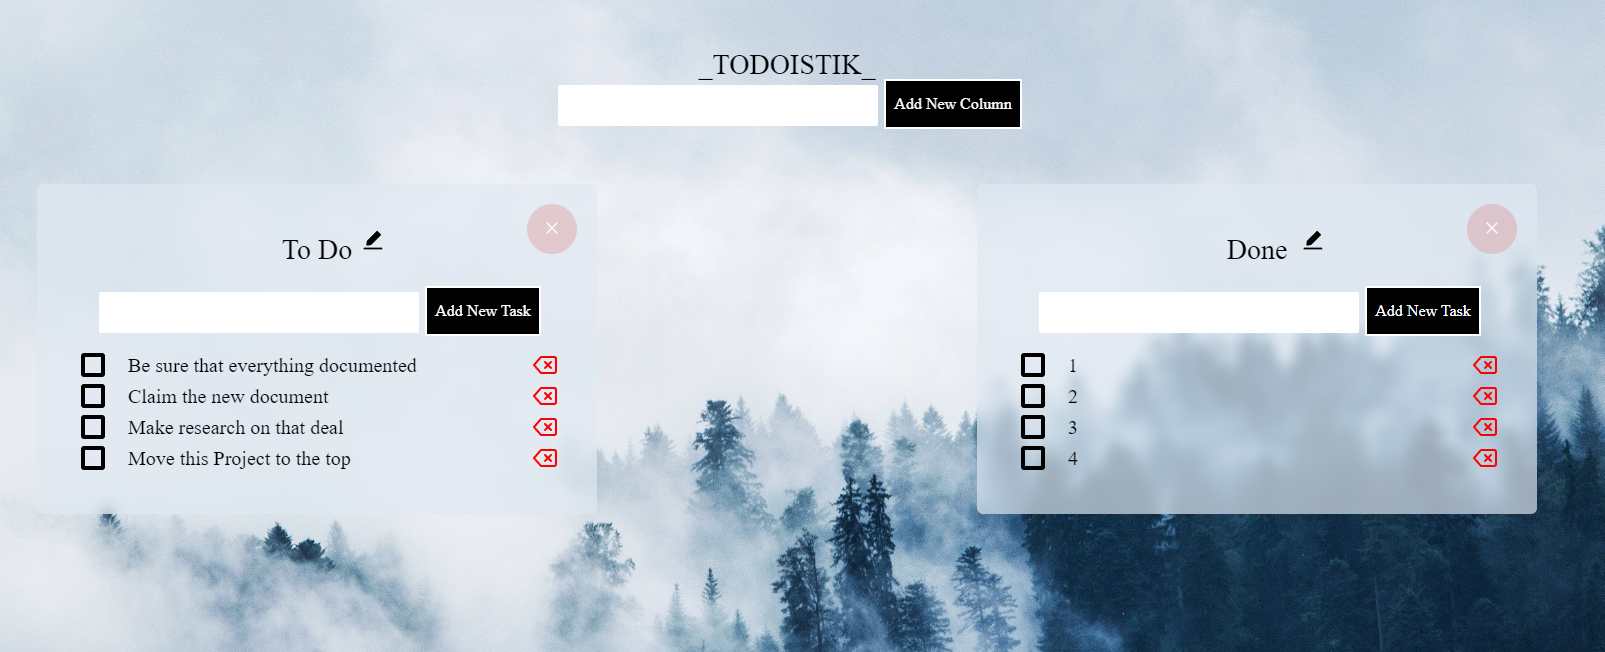 _TODOISTIK_
Add New Column
To Do
Add New Task
Be sure that everything documented
Claim the new document
Make research on that deal
Move this Project to the top
Done
Add New Task
1
2
3
4